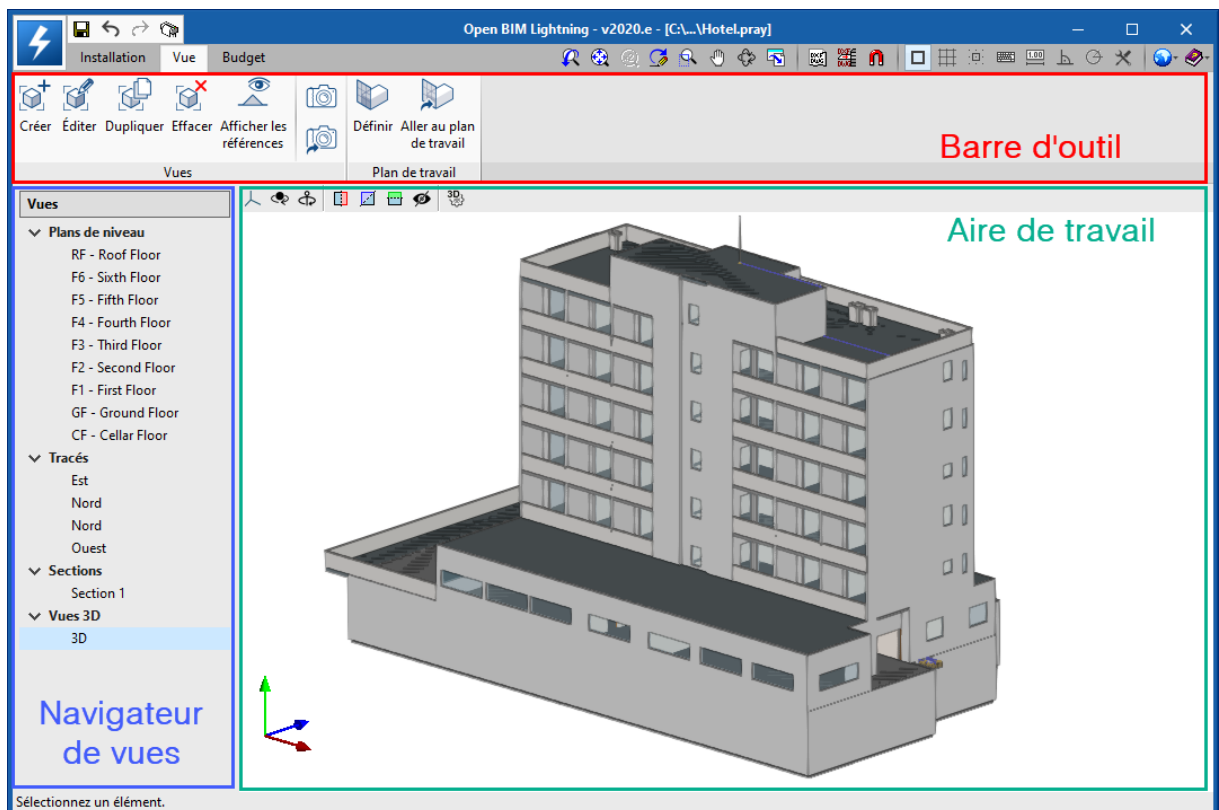 Open BIM Lightning - v2020.e - [C:\...\Hotel.pray]
Installation Vue Budget
Créer Éditer Dupliquer Effacer Afficher les références Définir Aller au plan de travail
Vues Plan de travail
Barre d'outil
Vues
Plans de niveau
RF - Roof Floor
F6 - Sixth Floor
F5 - Fifth Floor
F4 - Fourth Floor
F3 - Third Floor
F2 - Second Floor
F1 - First Floor
GF - Ground Floor
CF - Cellar Floor
Tracés
Est
Nord
Nord
Ouest
Sections
Section 1
Vues 3D
3D
Navigateur
de vues
3D
Aire de travail
Sélectionnez un élément.